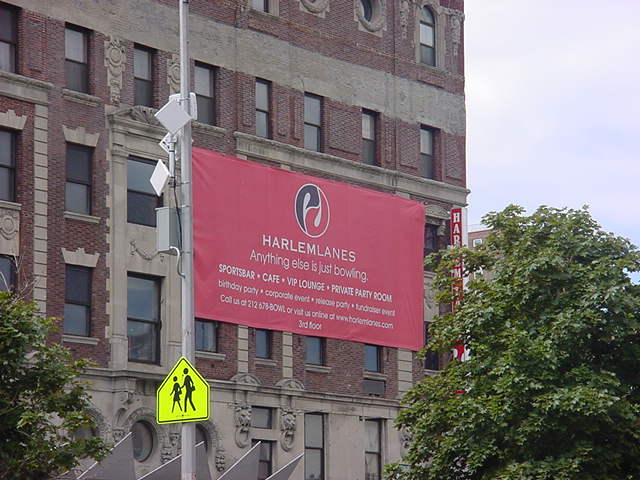 HARLEMLANES
Anything else is just bowling.
SPORTSBAR • CAFE • VIP LOUNGE • PRIVATE PARTY ROOM
birthday party • corporate event • release party • fundraiser event
Call us at 212 678-BOWL or visit us online at www.harlemlanes.com
3rd floor